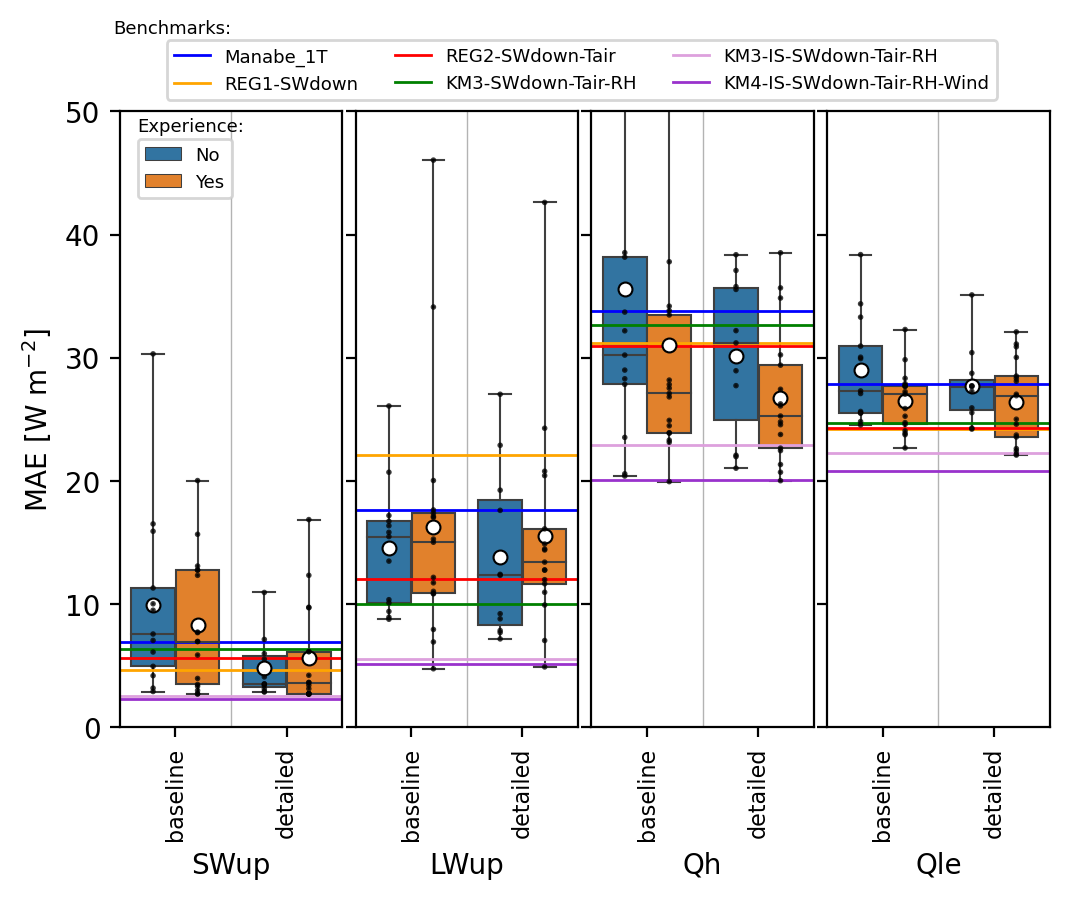 Benchmarks:
Manabe_1T REG2-SWdown-Tair KM3-IS-SWdown-Tair-RH
REG1-SWdown KM3-SWdown-Tair-RH KM4-IS-SWdown-Tair-RH-Wind
50
Experience:
No
Yes
40
30
20
10
0
MAE [W m⁻²]
baseline detailed baseline detailed baseline detailed baseline detailed
SWup LWup Qh Qle